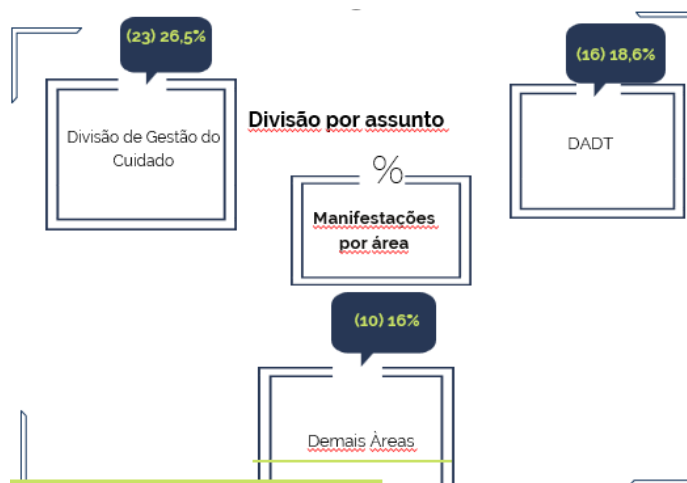 (23) 26,5%
(16) 18,6%
Divisão por assunto
Divisão de Gestão do
Cuidado
DADT
%
Manifestações
por área
(10) 16%
Demais Àreas